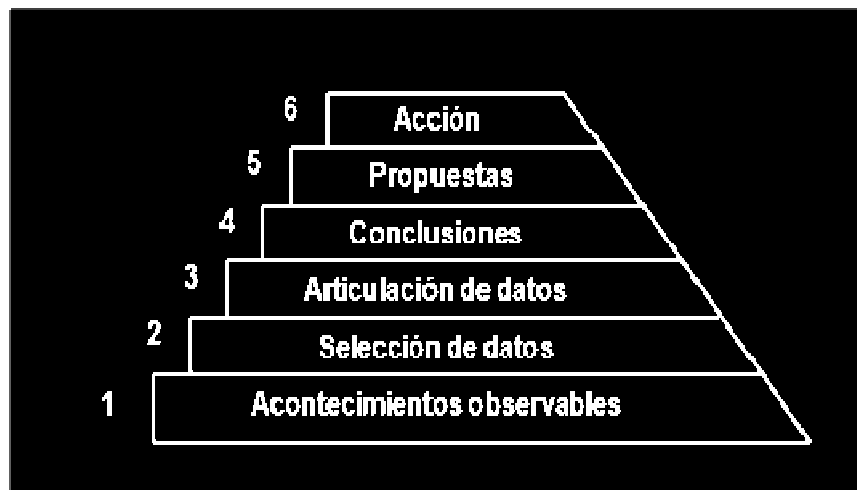 6 Acción
5 Propuestas
4 Conclusiones
3 Articulación de datos
2 Selección de datos
1 Acontecimientos observables